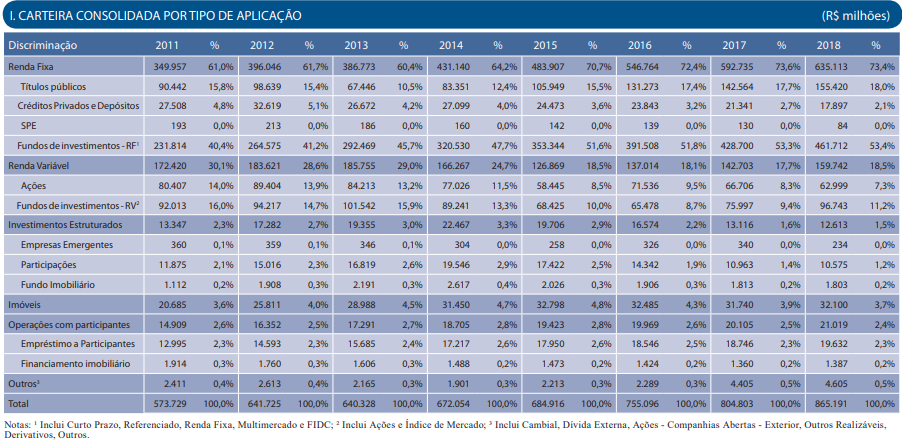 I. CARTEIRA CONSOLIDADA POR TIPO DE APLICAÇÃO (R$ milhões)
Discriminação 2011 % 2012 % 2013 % 2014 % 2015 % 2016 % 2017 % 2018 %
Renda Fixa 349.957 61,0% 396.046 61,7% 386.773 60,4% 431.140 64,2% 483.907 70,7% 546.764 72,4% 592.735 73,6% 635.113 73,4%
Títulos públicos 90.442 15,8% 98.639 15,4% 67.446 10,5% 83.351 12,4% 105.949 15,5% 131.273 17,4% 142.564 17,7% 155.420 18,0%
Créditos Privados e Depósitos 27.508 4,8% 32.619 5,1% 26.672 4,2% 27.099 4,0% 24.473 3,6% 23.843 3,2% 21.341 2,7% 17.897 2,1%
SPE 193 0,0% 213 0,0% 186 0,0% 160 0,0% 142 0,0% 139 0,0% 130 0,0% 84 0,0%
Fundos de investimentos - RF¹ 231.814 40,4% 264.575 41,2% 292.469 45,7% 320.530 47,7% 353.344 51,6% 391.508 51,8% 428.700 53,3% 461.712 53,4%
Renda Variável 172.420 30,1% 183.621 28,6% 185.755 29,0% 166.267 24,7% 126.869 18,5% 137.014 18,1% 142.703 17,7% 159.742 18,5%
Ações 80.407 14,0% 89.404 13,9% 84.213 13,2% 77.026 11,5% 58.445 8,5% 71.536 9,5% 66.706 8,3% 62.999 7,3%
Fundos de investimentos - RV² 92.013 16,0% 94.217 14,7% 101.542 15,9% 89.241 13,3% 68.425 10,0% 65.478 8,7% 75.997 9,4% 96.743 11,2%
Investimentos Estruturados 13.347 2,3% 17.282 2,7% 19.355 3,0% 22.467 3,3% 19.706 2,9% 16.574 2,2% 13.116 1,6% 12.613 1,5%
Empresas Emergentes 360 0,1% 359 0,1% 346 0,1% 304 0,0% 258 0,0% 326 0,0% 340 0,0% 234 0,0%
Participações 11.875 2,1% 15.016 2,3% 16.819 2,6% 19.546 2,9% 17.422 2,5% 14.342 1,9% 10.963 1,4% 10.575 1,2%
Fundo Imobiliário 1.112 0,2% 1.908 0,3% 2.191 0,3% 2.617 0,4% 2.026 0,3% 1.906 0,3% 1.813 0,2% 1.803 0,2%
Imóveis 20.685 3,6% 25.811 4,0% 28.988 4,5% 31.450 4,7% 32.798 4,8% 32.485 4,3% 31.740 3,9% 32.100 3,7%
Operações com participantes 14.909 2,6% 16.352 2,5% 17.291 2,7% 18.705 2,8% 19.423 2,8% 19.969 2,6% 20.105 2,5% 21.019 2,4%
Empréstimo a Participantes 12.995 2,3% 14.593 2,3% 15.685 2,4% 17.217 2,6% 17.950 2,6% 18.546 2,5% 18.746 2,3% 19.632 2,3%
Financiamento imobiliário 1.914 0,3% 1.760 0,3% 1.606 0,3% 1.488 0,2% 1.473 0,2% 1.424 0,2% 1.360 0,2% 1.387 0,2%
Outros³ 2.411 0,4% 2.613 0,4% 2.165 0,3% 1.901 0,3% 2.213 0,3% 2.289 0,3% 4.405 0,5% 4.605 0,5%
Total 573.729 100,0% 641.725 100,0% 640.328 100,0% 672.054 100,0% 684.916 100,0% 755.096 100,0% 804.803 100,0% 865.191 100,0%
Notas: ¹ Inclui Curto Prazo, Referenciado, Renda Fixa, Multimercado e FIDC; ² Inclui Ações e Índice de Mercado; ³ Inclui Cambial, Dívida Externa, Ações - Companhias Abertas - Exterior, Outros Realizáveis,
Derivativos, Outros.